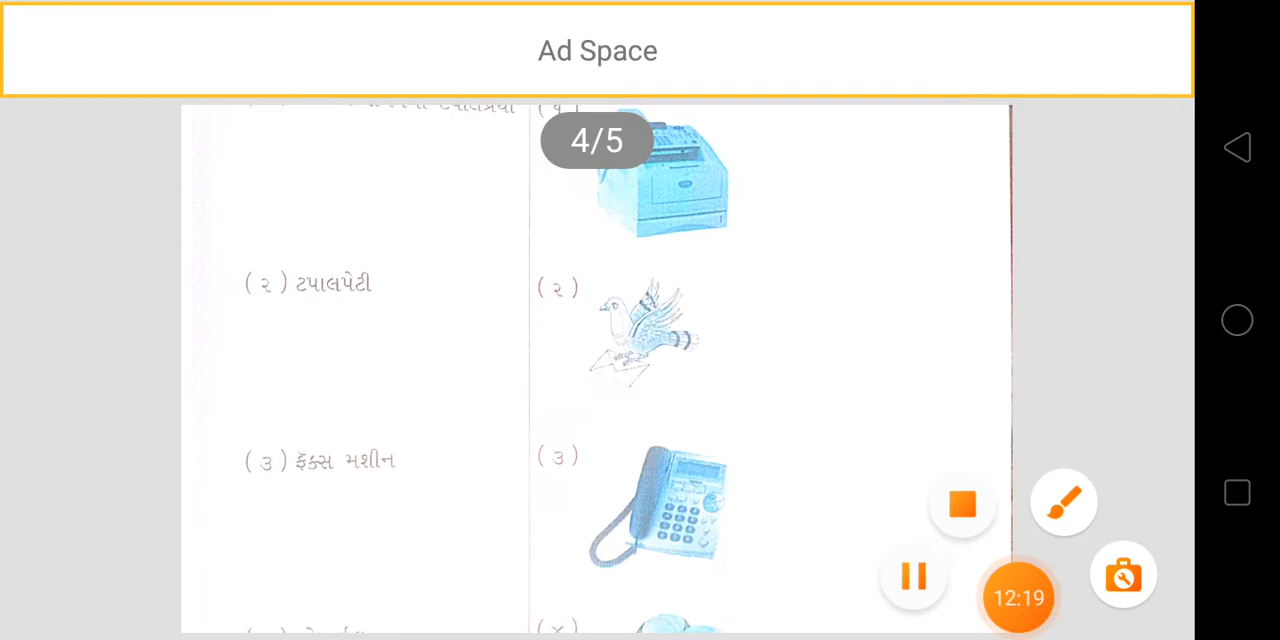 Ad Space
4/5
( ૨ ) ટપાલપેટી
( ૨ )
( ૩ ) ફૅક્સ મશીન
( ૩ )
12:19